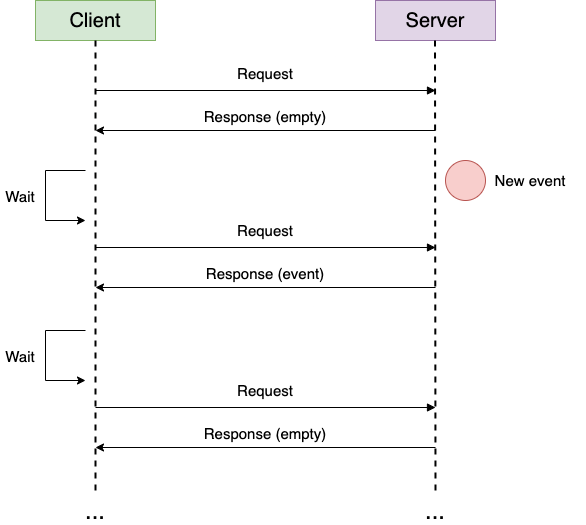 Client
Server
Request
Response (empty)
New event
Wait
Request
Response (event)
Wait
Request
Response (empty)
... ...